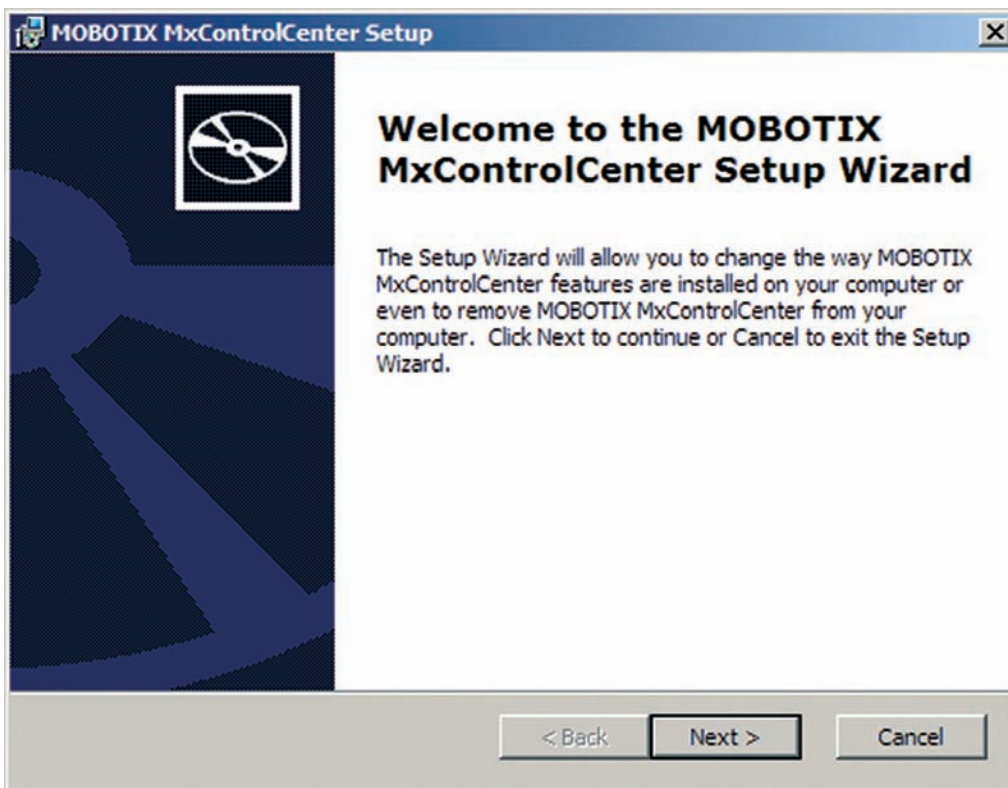 MOBOTIX MxControlCenter Setup
Welcome to the MOBOTIX
MxControlCenter Setup Wizard
The Setup Wizard will allow you to change the way MOBOTIX
MxControlCenter features are installed on your computer or
even to remove MOBOTIX MxControlCenter from your
computer. Click Next to continue or Cancel to exit the Setup
Wizard.
< Back
Next >
Cancel